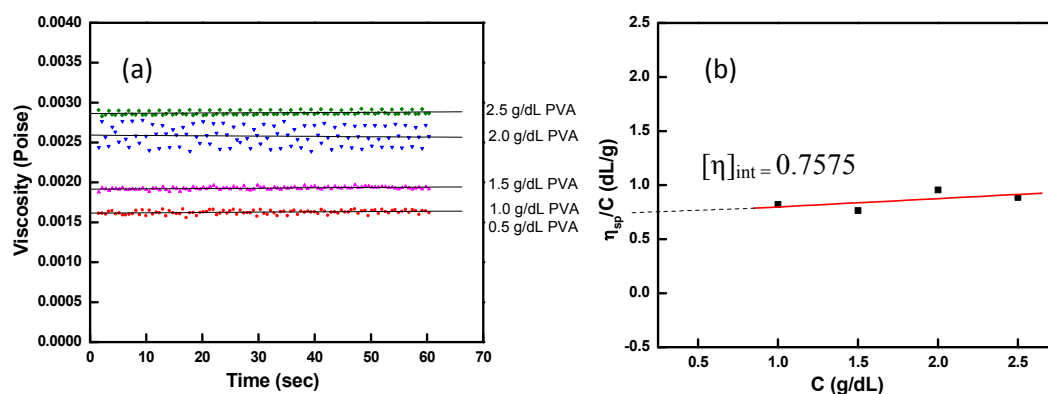 (a)
Viscosity (Poise)
0.0040
0.0035
0.0030
0.0025
0.0020
0.0015
0.0010
0.0005
0.0000
0 10 20 30 40 50 60 70
Time (sec)
2.5 g/dL PVA
2.0 g/dL PVA
1.5 g/dL PVA
1.0 g/dL PVA
0.5 g/dL PVA
(b)
ηsp/C (dL/g)
2.5
2.0
1.5
1.0
0.5
0.0
-0.5
[η]int = 0.7575
0.5 1.0 1.5 2.0 2.5
C (g/dL)